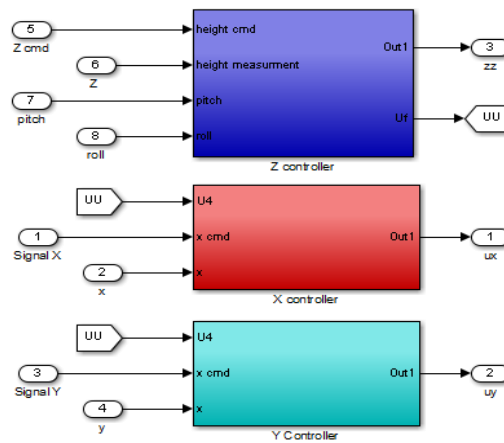 5
Z cmd
height cmd
Out1
3
zz
6
Z
height measurment
7
pitch
pitch
Uf
UU
8
roll
roll
Z controller
UU
U4
1
Signal X
x cmd
Out1
1
ux
2
x
x
X controller
UU
U4
3
Signal Y
x cmd
Out1
2
uy
4
y
x
Y Controller